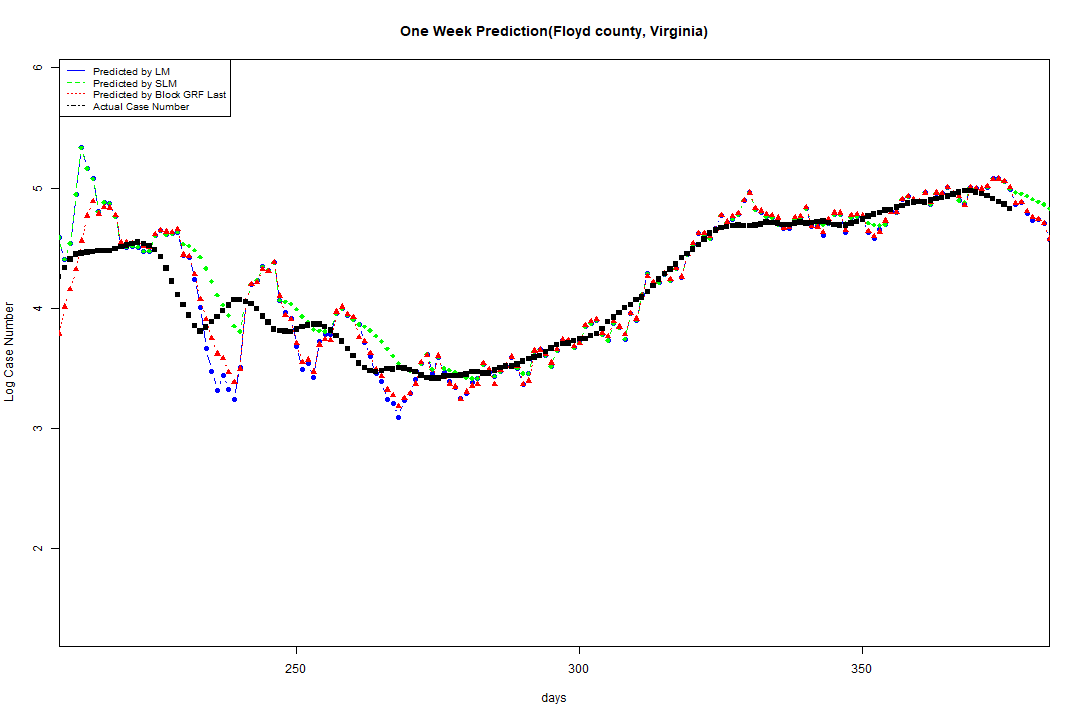 One Week Prediction(Floyd county, Virginia)
Predicted by LM
Predicted by SLM
Predicted by Block GRF Last
Actual Case Number
6
5
4
3
2
Log Case Number
250
300
350
days